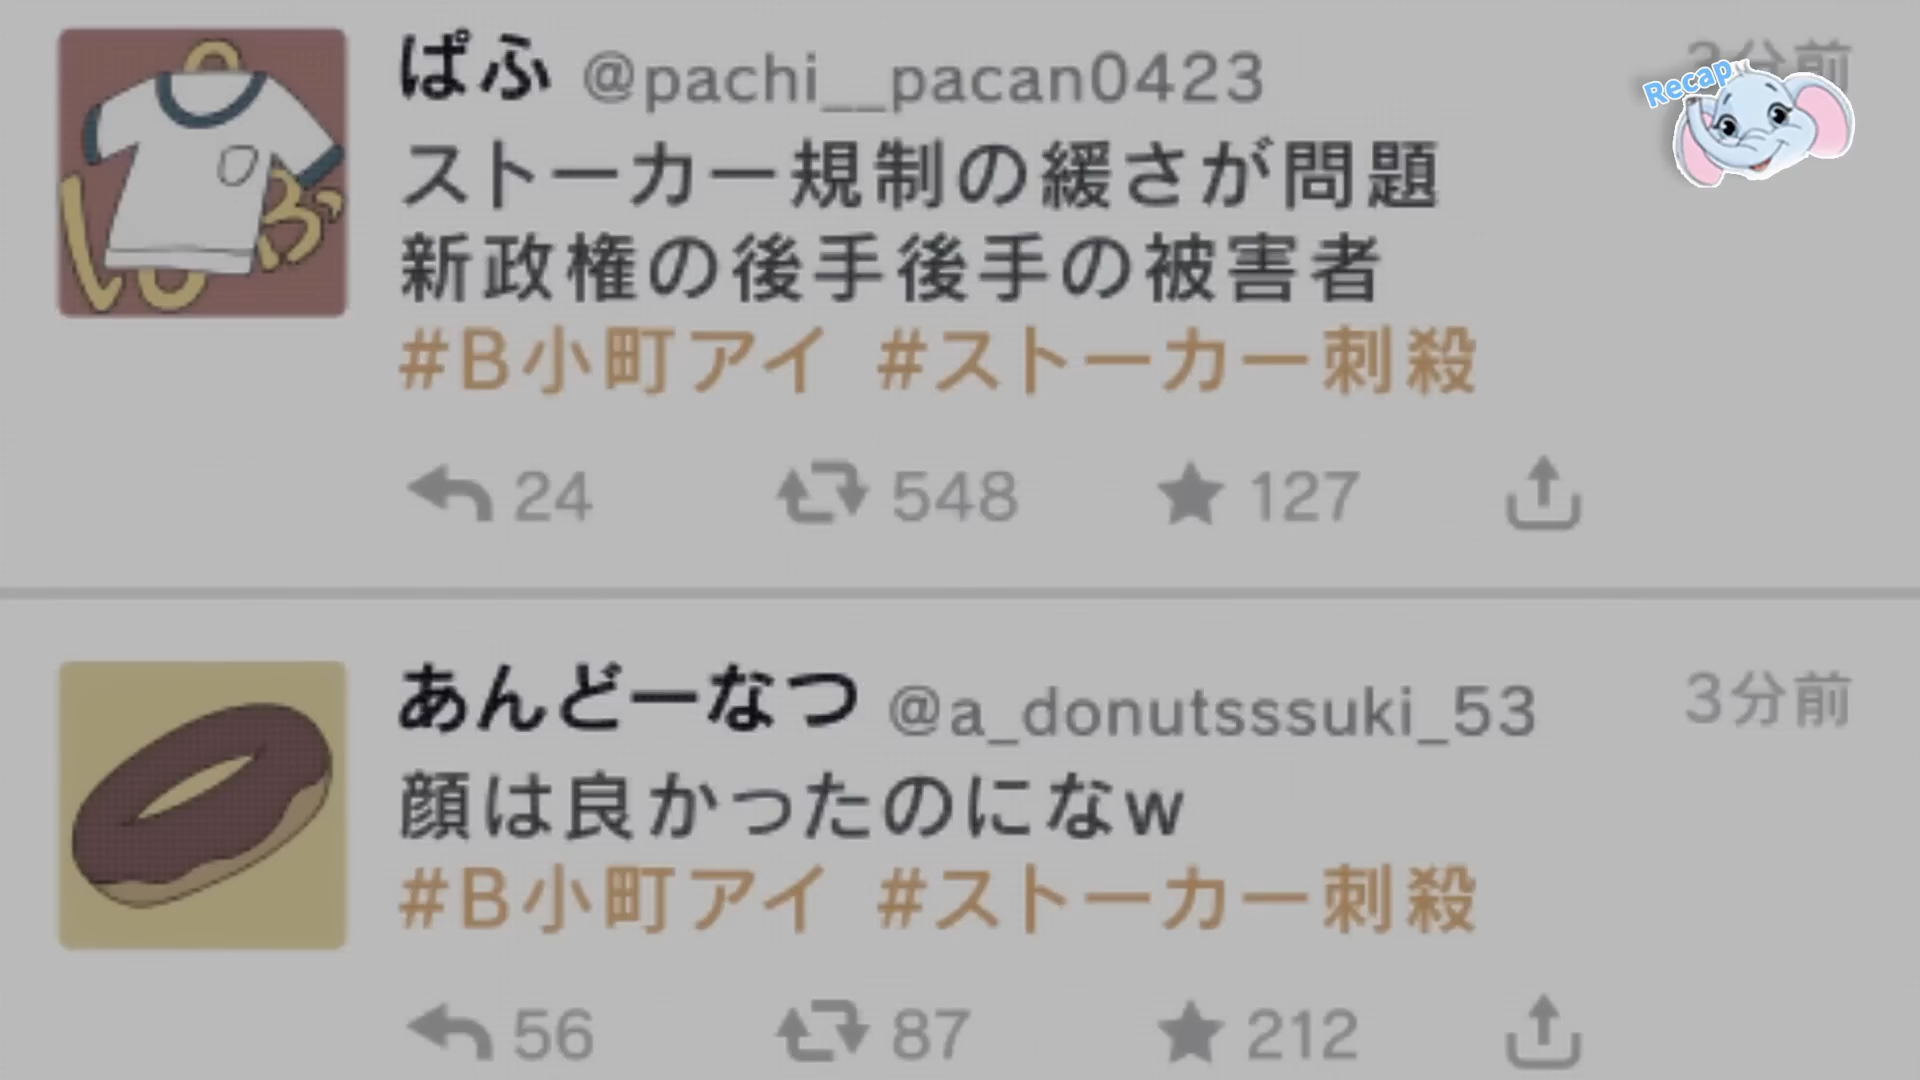 ぱふ @pachi__pacan0423
分前
Recap
ストーカー規制の緩さが問題
新政権の後手後手の被害者
#B小町アイ #ストーカー刺殺
24 548 127
あんどーなつ @a_donutsssuki_53 3分前
顔は良かったのになw
#B小町アイ #ストーカー刺殺
56 87 212